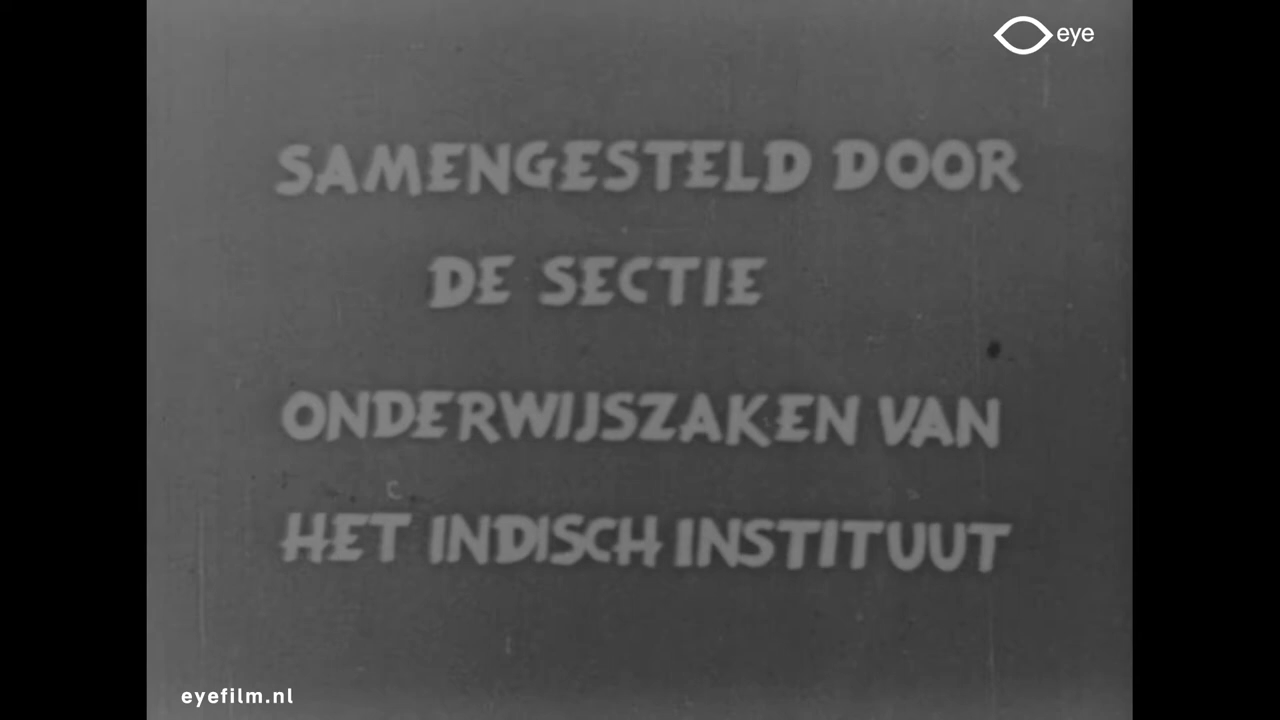 eye
SAMENGESTELD DOOR
DE SECTIE
ONDERWIJSZAKEN VAN
HET INDISCH INSTITUUT
eyefilm.nl